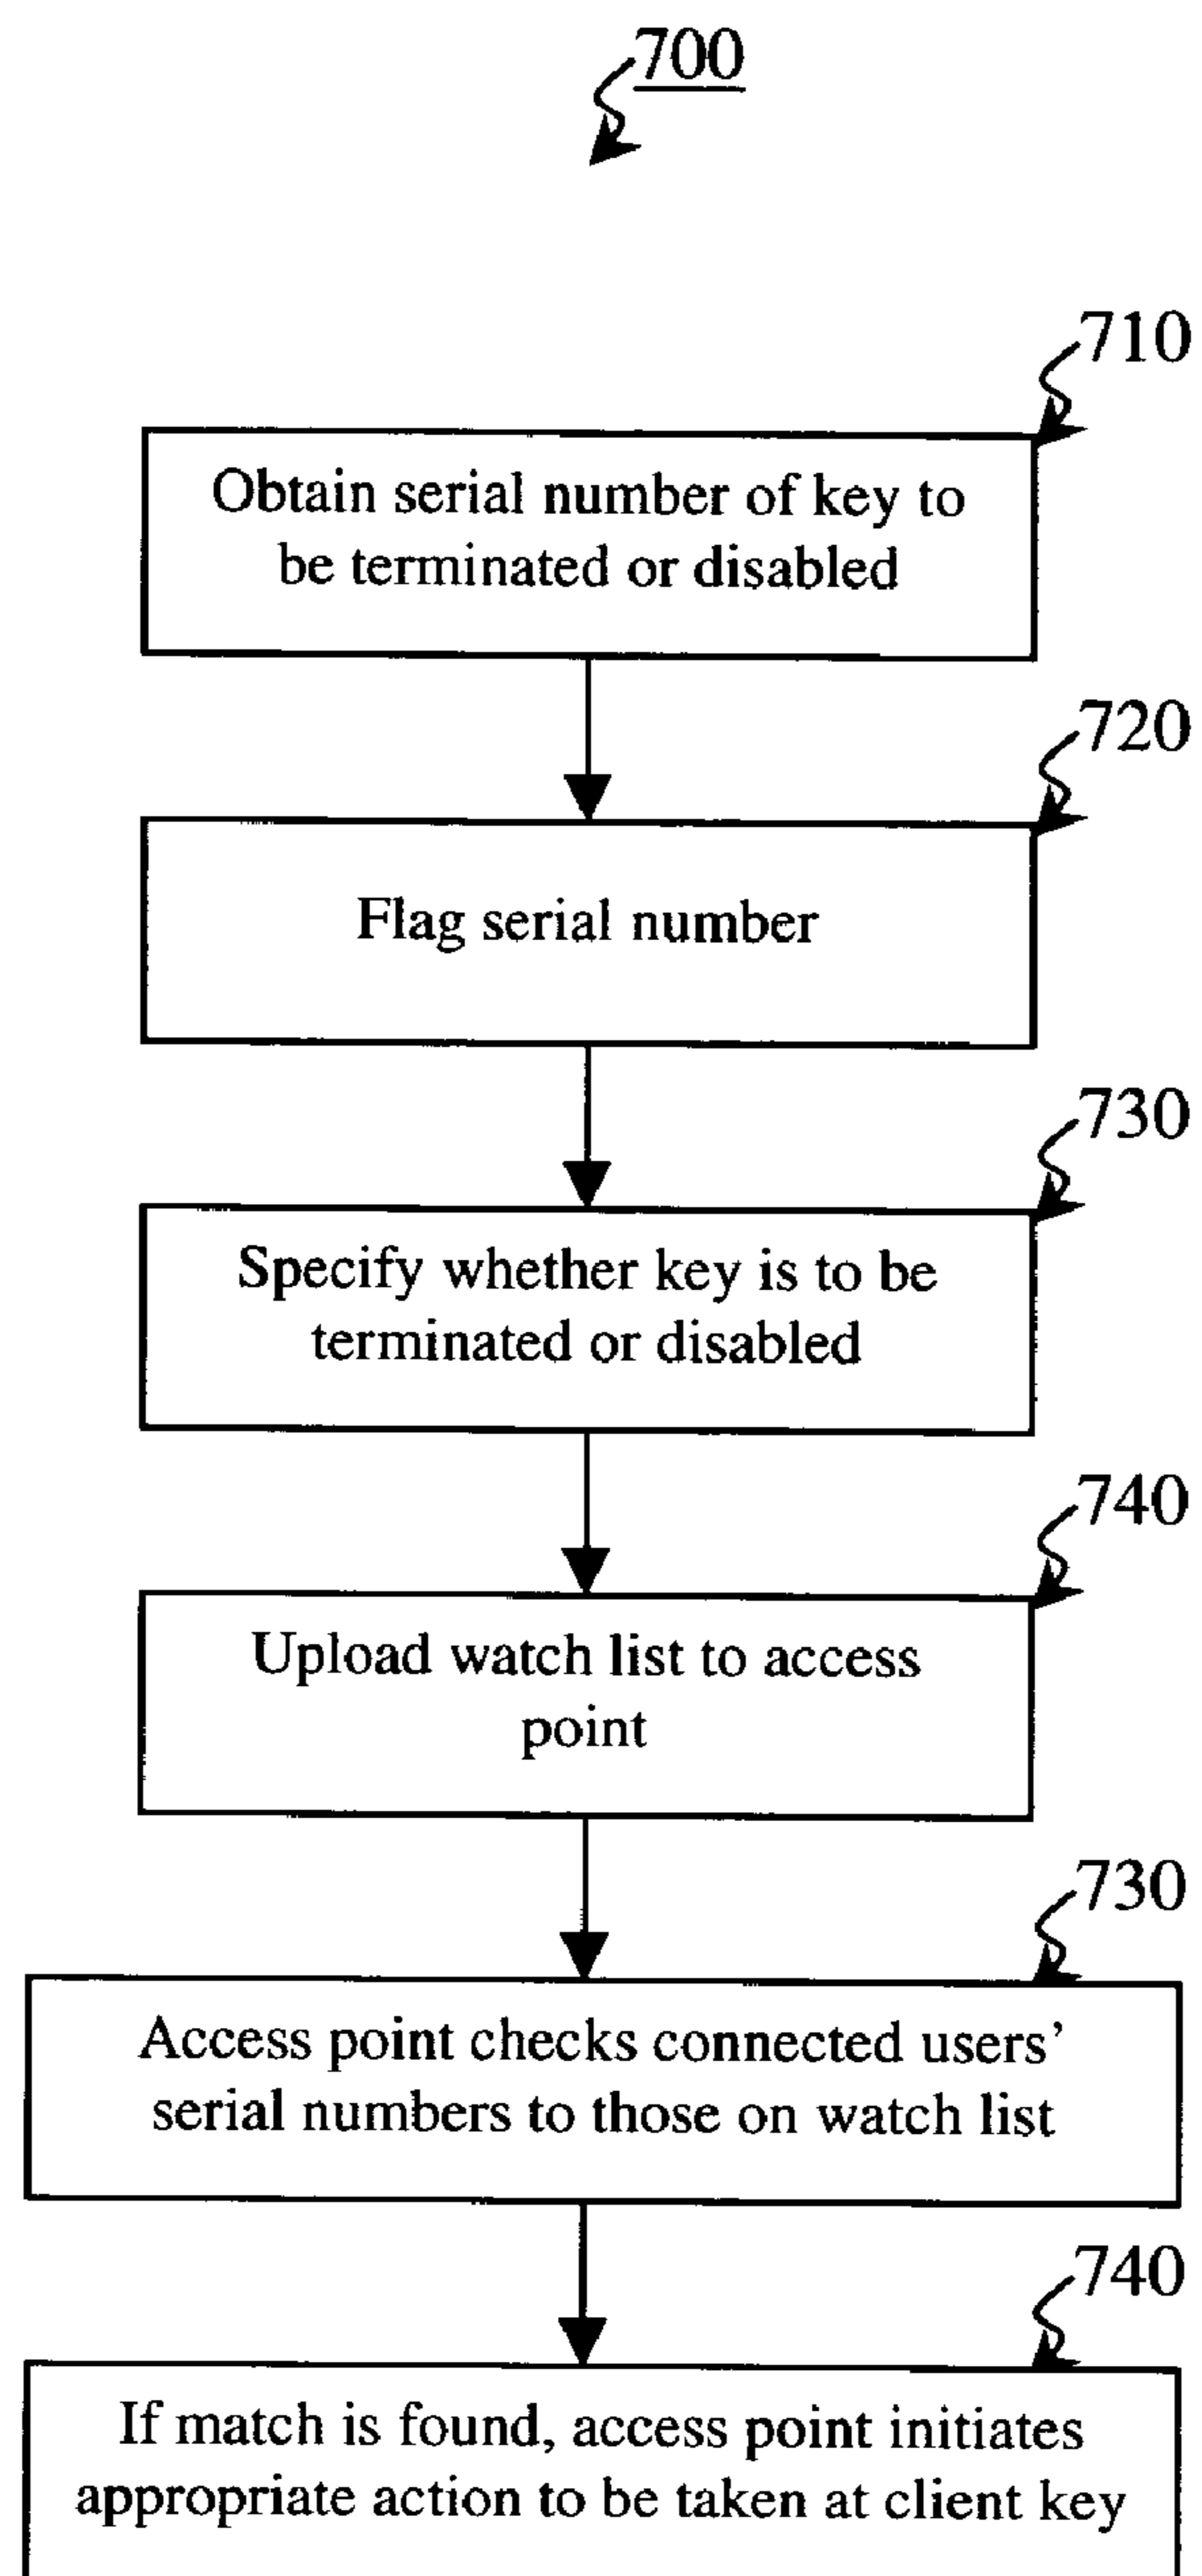 700
710
Obtain serial number of key to
be terminated or disabled
720
Flag serial number
730
Specify whether key is to be
terminated or disabled
740
Upload watch list to access
point
730
Access point checks connected users’
serial numbers to those on watch list
740
If match is found, access point initiates
appropriate action to be taken at client key